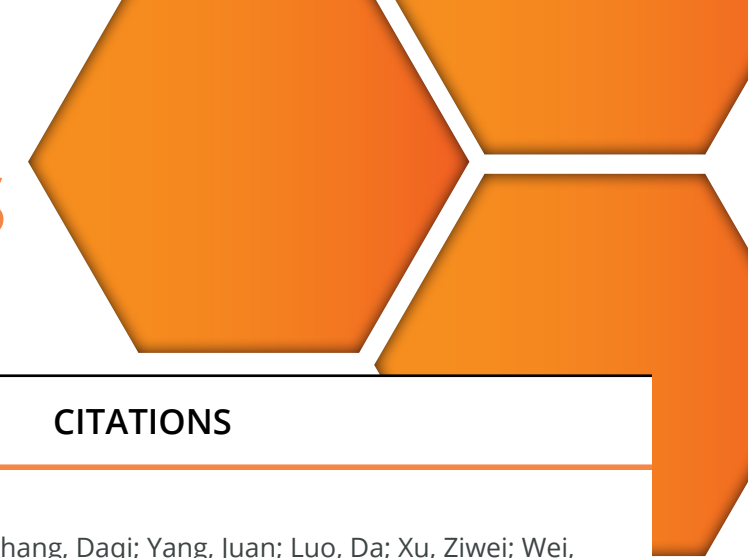 CITATIONS
hang, Daqi; Yang, Juan; Luo, Da; Xu, Ziwei; Wei,